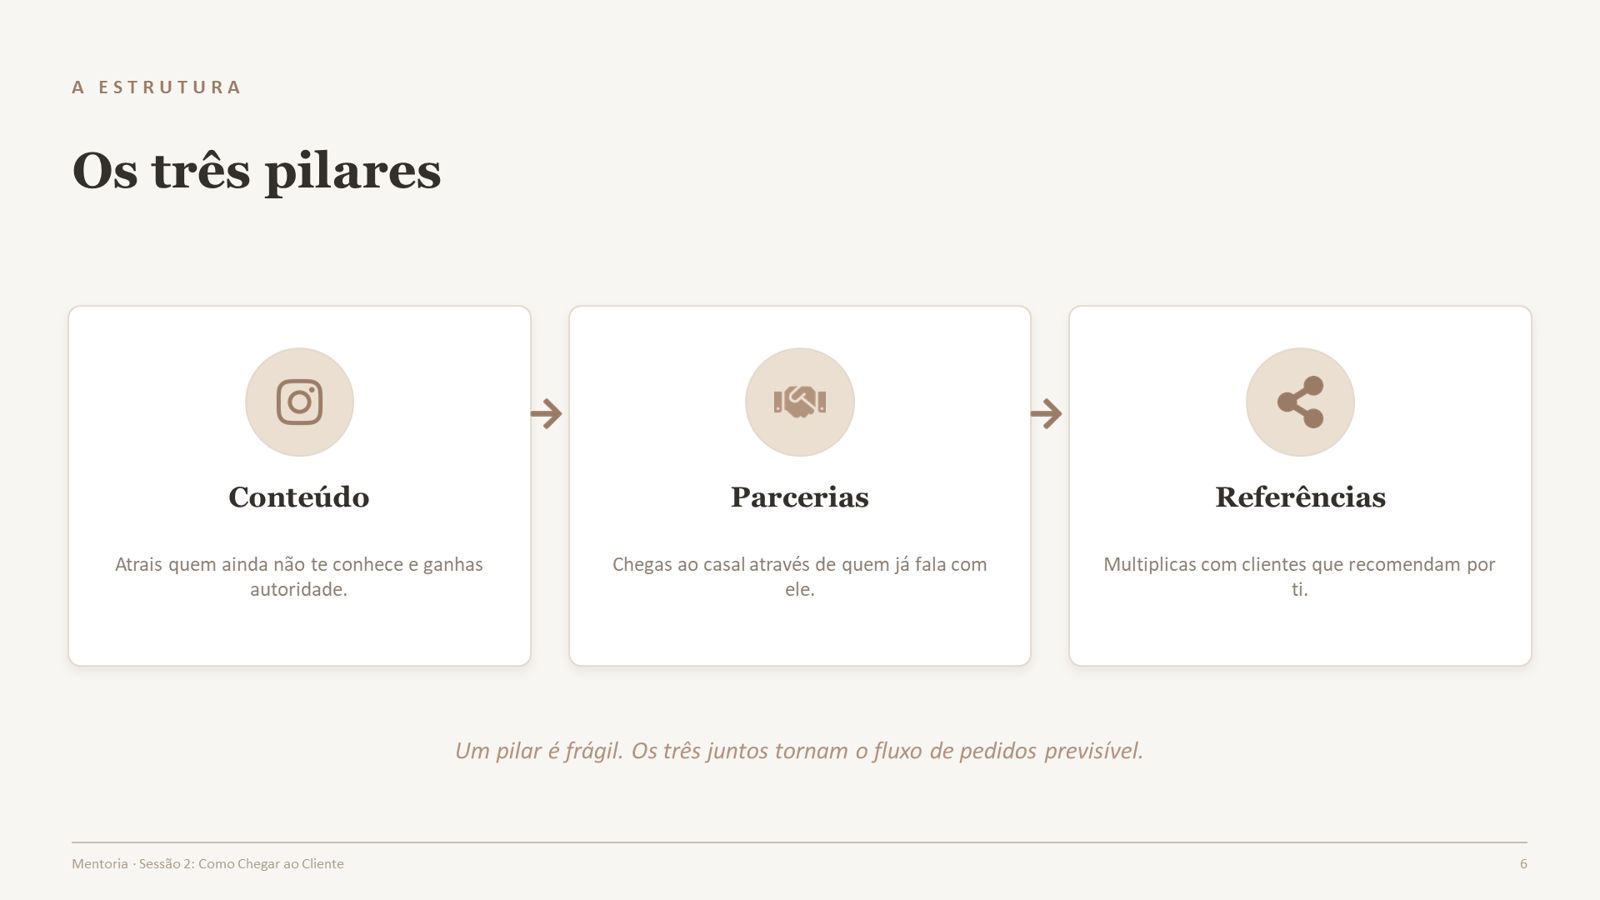 A ESTRUTURA
Os três pilares
Conteúdo
Atrais quem ainda não te conhece e ganhas
autoridade.
Parcerias
Chegas ao casal através de quem já fala com
ele.
Referências
Multiplicas com clientes que recomendam por
ti.
Um pilar é frágil. Os três juntos tornam o fluxo de pedidos previsível.
Mentoria · Sessão 2: Como Chegar ao Cliente
6